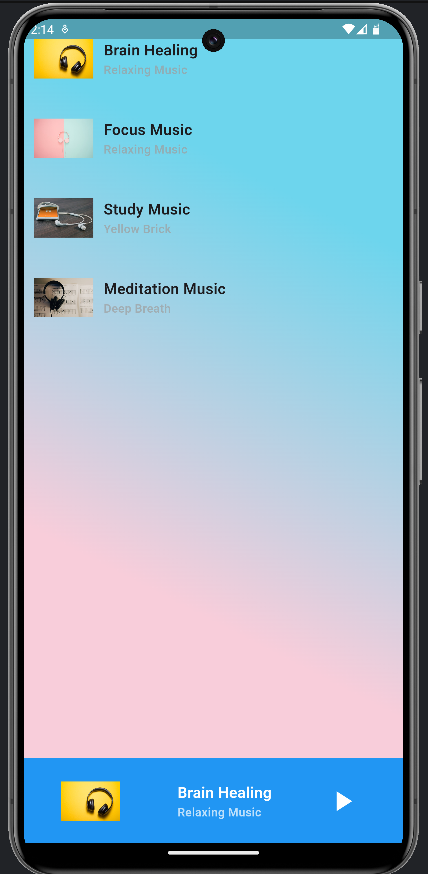 2:14
Brain Healing
Relaxing Music
Focus Music
Relaxing Music
Study Music
Yellow Brick
Meditation Music
Deep Breath
Brain Healing
Relaxing Music